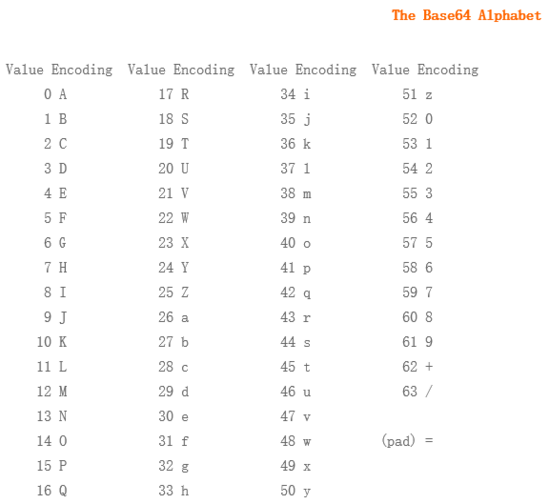 The Base64 Alphabet
Value Encoding Value Encoding Value Encoding Value Encoding
0 A 17 R 34 i 51 z
1 B 18 S 35 j 52 0
2 C 19 T 36 k 53 1
3 D 20 U 37 l 54 2
4 E 21 V 38 m 55 3
5 F 22 W 39 n 56 4
6 G 23 X 40 o 57 5
7 H 24 Y 41 p 58 6
8 I 25 Z 42 q 59 7
9 J 26 a 43 r 60 8
10 K 27 b 44 s 61 9
11 L 28 c 45 t 62 +
12 M 29 d 46 u 63 /
13 N 30 e 47 v
14 O 31 f 48 w (pad) =
15 P 32 g 49 x
16 Q 33 h 50 y